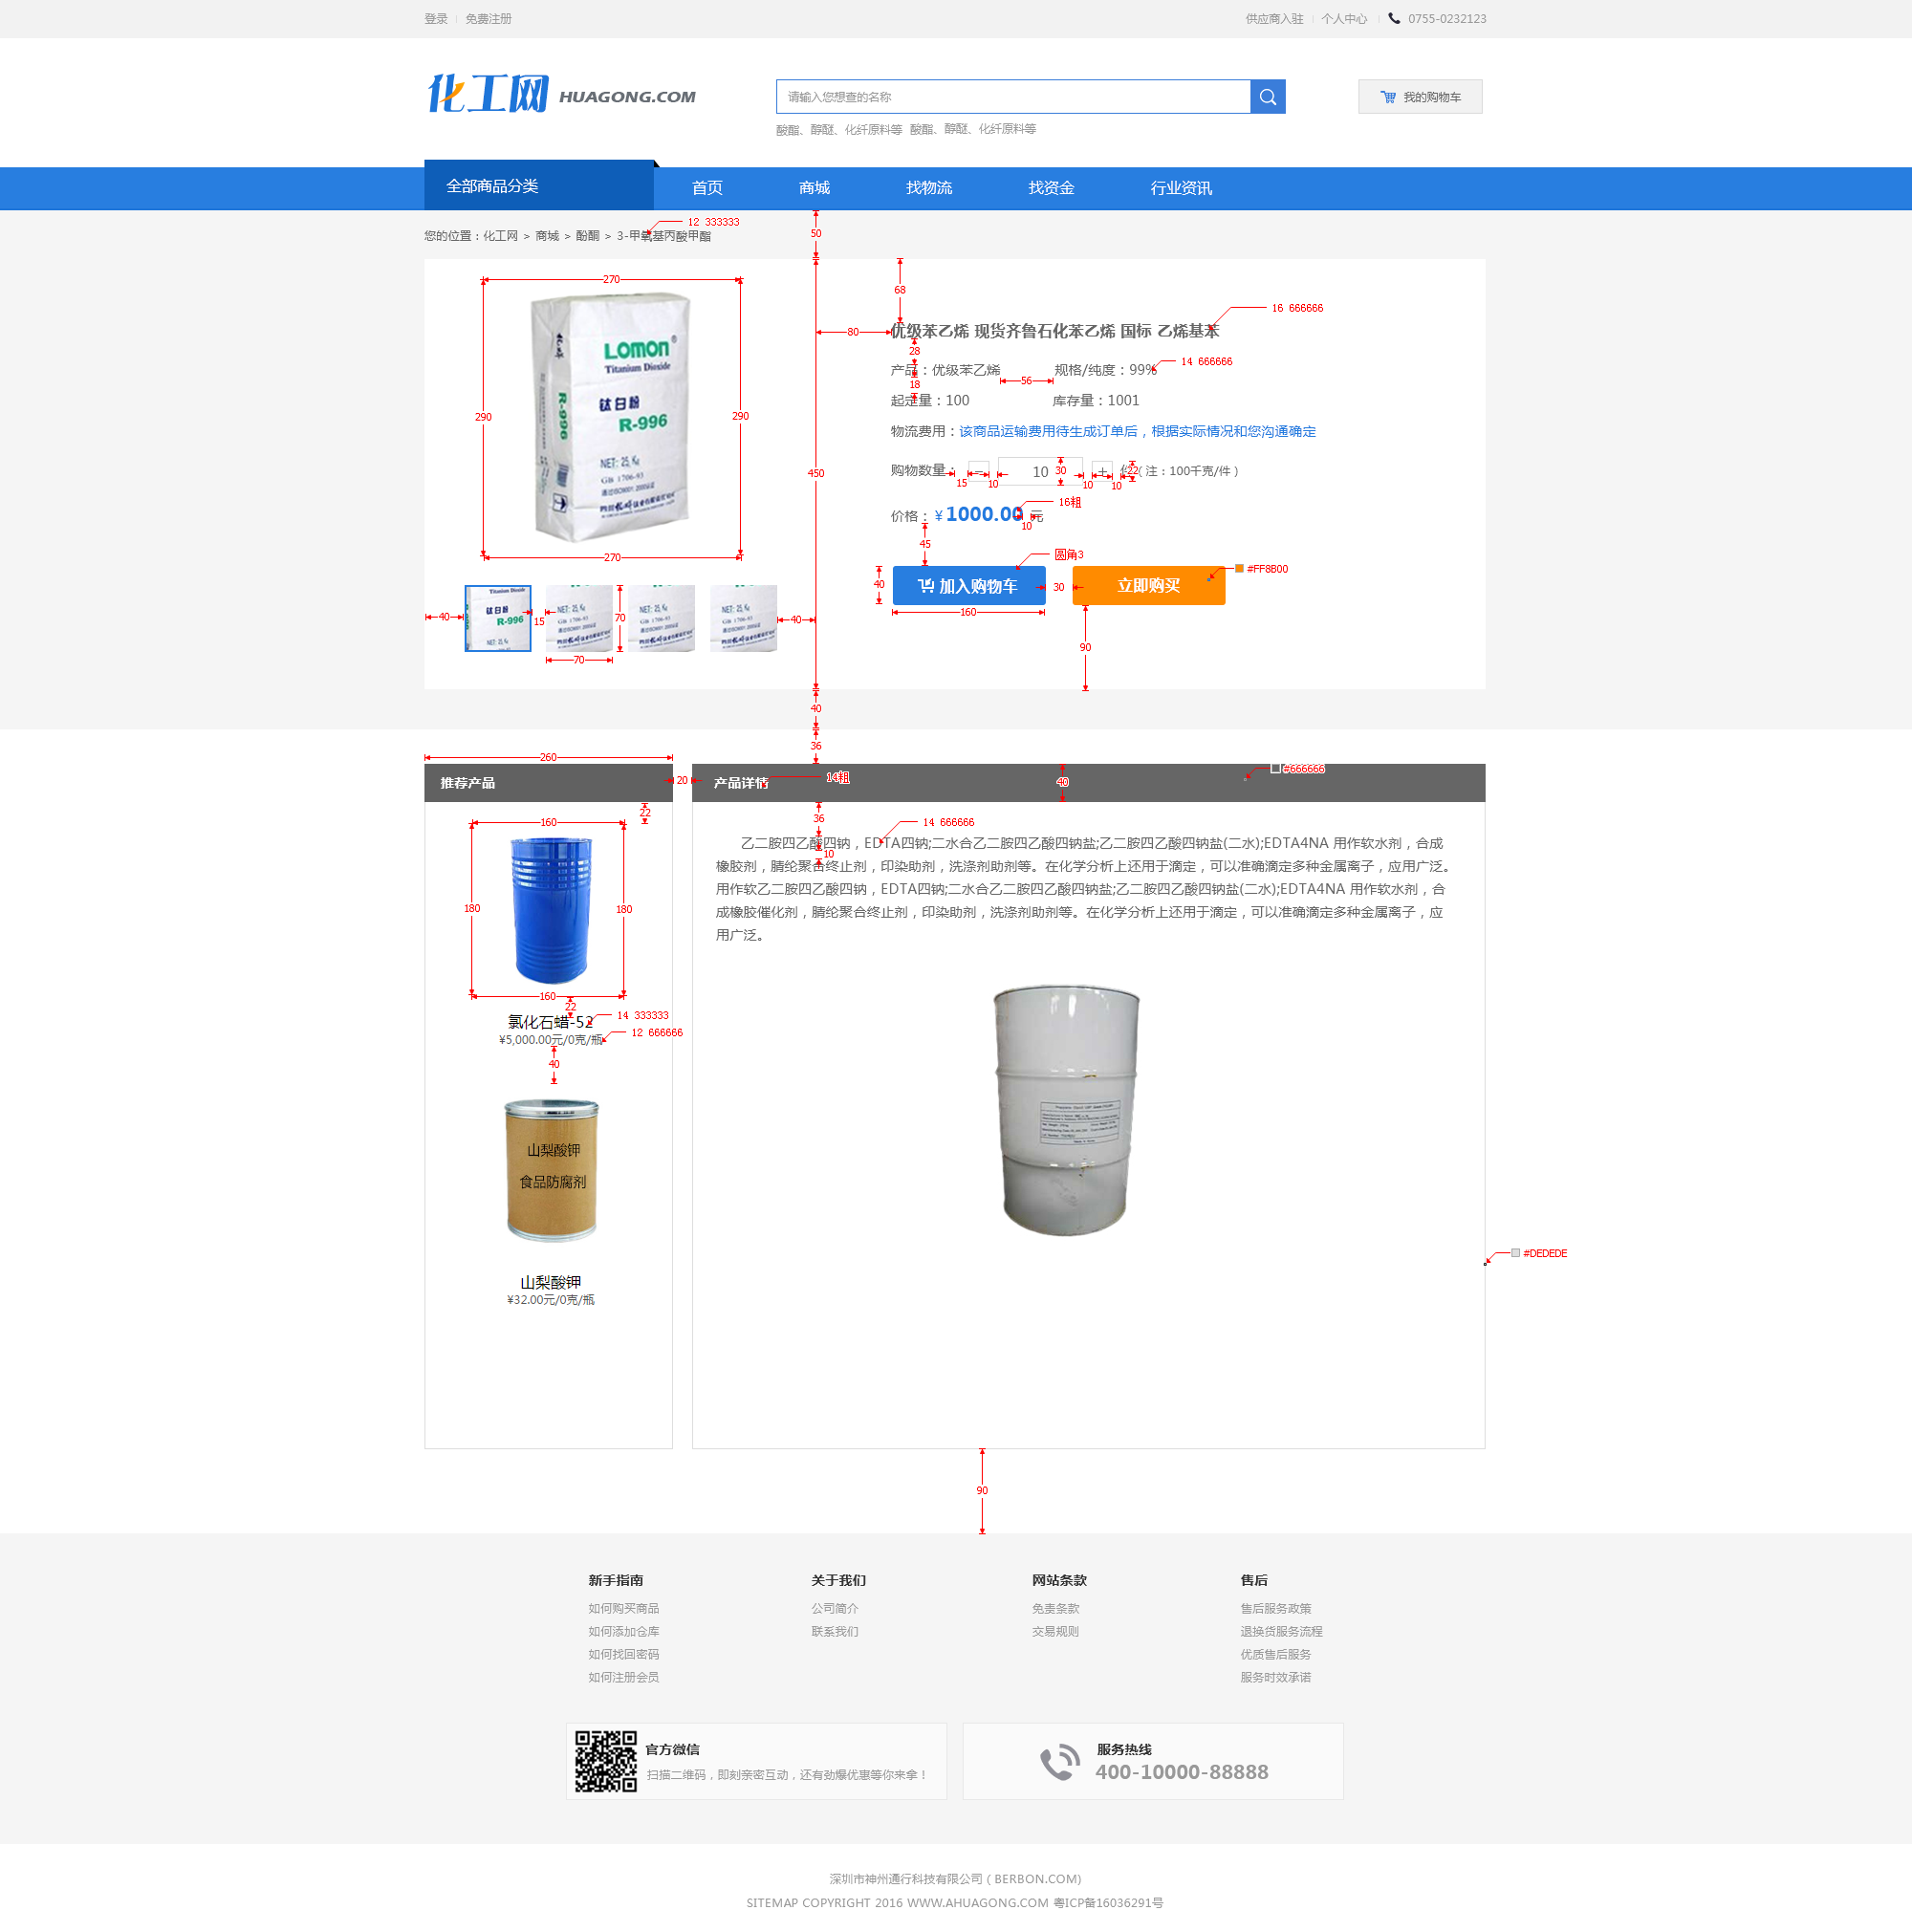 登录 免费注册 供应商入驻 个人中心 0755-0232123
化工网 HUAGONG.COM
请输入您想查的名称
我的购物车
酸酯、醇醚、化纤原料等 酸酯、醇醚、化纤原料等
全部商品分类 首页 商城 找物流 找资金 行业资讯
12 333333
50
您的位置：化工网 > 商城 > 酚酮 > 3-甲氧基丙酸甲酯
270
68
16 666666
80
优级苯乙烯 现货齐鲁石化苯乙烯 国标 乙烯基苯
LOMON®
Titanium Dioxide
钛白粉
R-996
R-996
NET: 25 Kg
GB 1706-93
290
290
28
14 666666
产品：优级苯乙烯 规格/纯度：99%
56
18
起定量：100 库存量：1001
物流费用：该商品运输费用待生成订单后，根据实际情况和您沟通确定
450
购物数量： - 10 + 件（注：100千克/件）
30
22
15 10 10 10
16粗
价格：¥1000.00 元
10
45
圆角3
270
#FF8B00
40
加入购物车
30
立即购买
160
Titanium Dioxide
钛白粉
R-996
NET: 25 Kg
GB 1706-93
NET: 25 Kg
GB 1706-93
NET: 25 Kg
GB 1706-93
40
15
70
40
70
90
40
36
260
推荐产品
20
产品详情
14粗
40
#666666
22
160
36
14 666666
10
乙二胺四乙酸四钠，EDTA四钠;二水合乙二胺四乙酸四钠盐;乙二胺四乙酸四钠盐(二水);EDTA4NA 用作软水剂，合成
橡胶剂，腈纶聚合终止剂，印染助剂，洗涤剂助剂等。在化学分析上还用于滴定，可以准确滴定多种金属离子，应用广泛。
用作软乙二胺四乙酸四钠，EDTA四钠;二水合乙二胺四乙酸四钠盐;乙二胺四乙酸四钠盐(二水);EDTA4NA 用作软水剂，合
成橡胶催化剂，腈纶聚合终止剂，印染助剂，洗涤剂助剂等。在化学分析上还用于滴定，可以准确滴定多种金属离子，应
用广泛。
180
180
160
22
14 333333
氯化石蜡-52
12 666666
¥5,000.00元/0克/瓶
40
山梨酸钾
食品防腐剂
山梨酸钾
¥32.00元/0克/瓶
#DEDEDE
90
新手指南 关于我们 网站条款 售后
如何购买商品 公司简介 免责条款 售后服务政策
如何添加仓库 联系我们 交易规则 退换货服务流程
如何找回密码 优质售后服务
如何注册会员 服务时效承诺
官方微信
扫描二维码，即刻亲密互动，还有劲爆优惠等你来拿！
服务热线
400-10000-88888
深圳市神州通行科技有限公司 ( BERBON.COM)
SITEMAP COPYRIGHT 2016 WWW.AHUAGONG.COM 粤ICP备16036291号